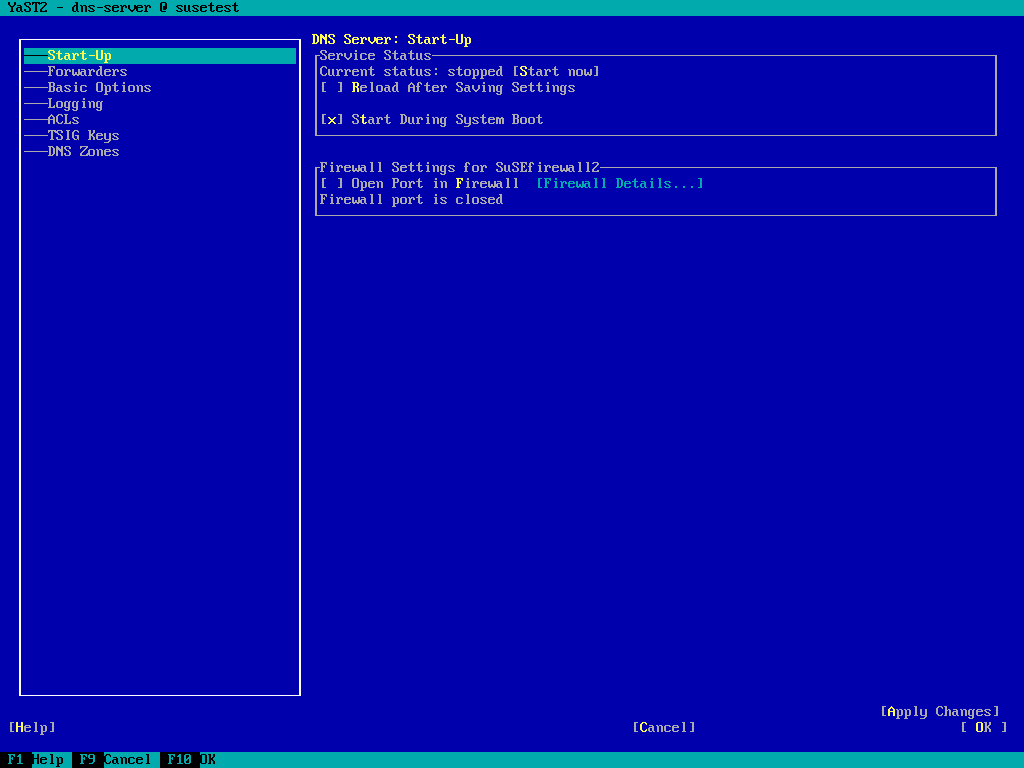 YaST2 - dns-server @ susetest
Start-Up
Forwarders
Basic Options
Logging
ACLs
TSIG Keys
DNS Zones
DNS Server: Start-Up
Service Status
Current status: stopped [Start now]
[ ] Reload After Saving Settings
[x] Start During System Boot
Firewall Settings for SuSEfirewall2
[ ] Open Port in Firewall [Firewall Details...]
Firewall port is closed
[Apply Changes]
[Help] [Cancel] [ OK ]
F1 Help F9 Cancel F10 OK